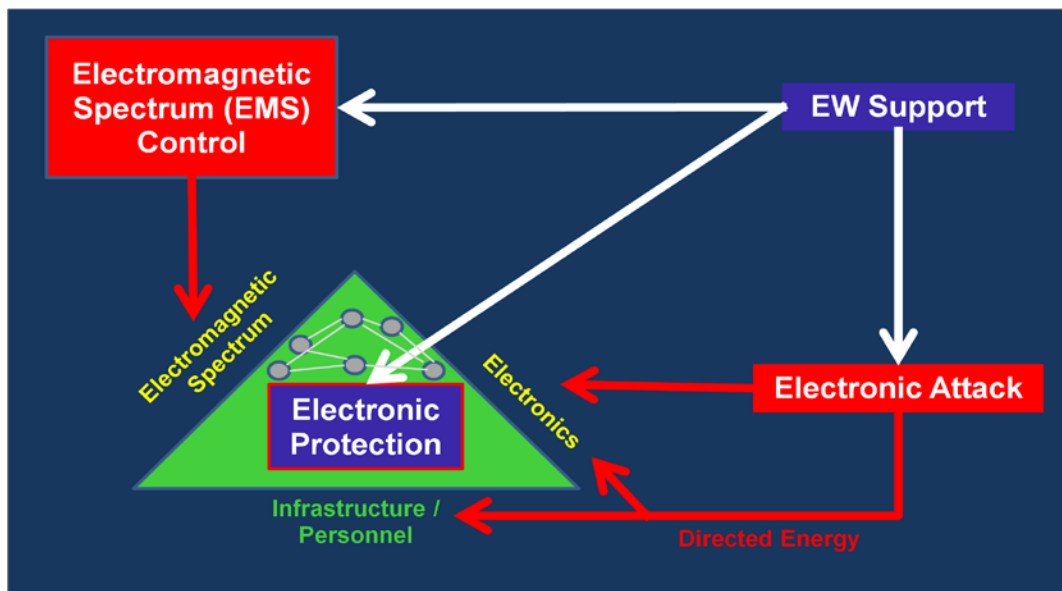 Electromagnetic
Spectrum (EMS)
Control
EW Support
Electromagnetic
Spectrum
Electronics
Electronic Attack
Electronic
Protection
Infrastructure /
Personnel
Directed Energy